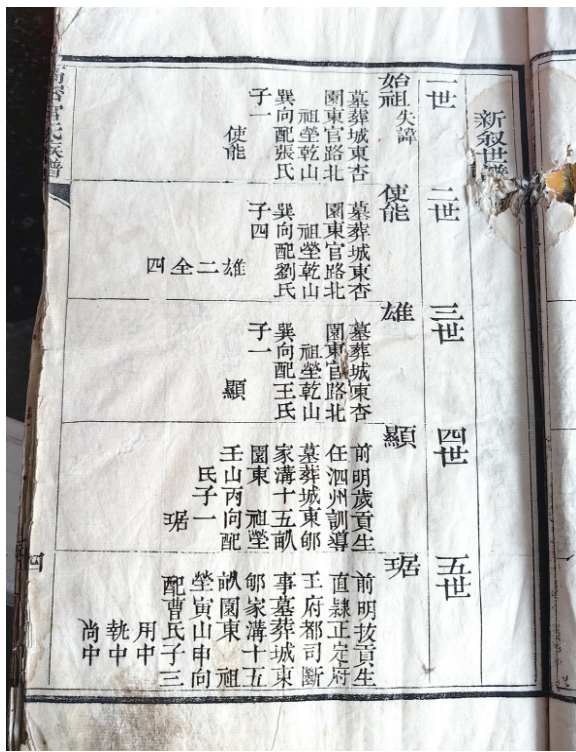 新叙世
一世
始祖失諱
墓葬城東杏
園東官路北
祖塋乾山
巽向配張氏
子一
使能
二世
使能
墓葬城東杏
園東官路北
祖塋乾山
巽向配劉氏
子四
雄
二
全
四
三世
雄
墓葬城東杏
園東官路北
祖塋乾山
巽向配王氏
子一
顯
四世
顯
前明歲貢生
任泗州訓導
墓葬城東郇
家溝十五畝
園東祖塋
壬山丙向配
氏子一
琚
五世
琚
前明拔貢生
直隸正定府
王府都司斷
事墓葬城東
郇家溝十五
畝園東祖
塋寅山申向
配曹氏子三
用中
執中
尚中
氏族譜
四